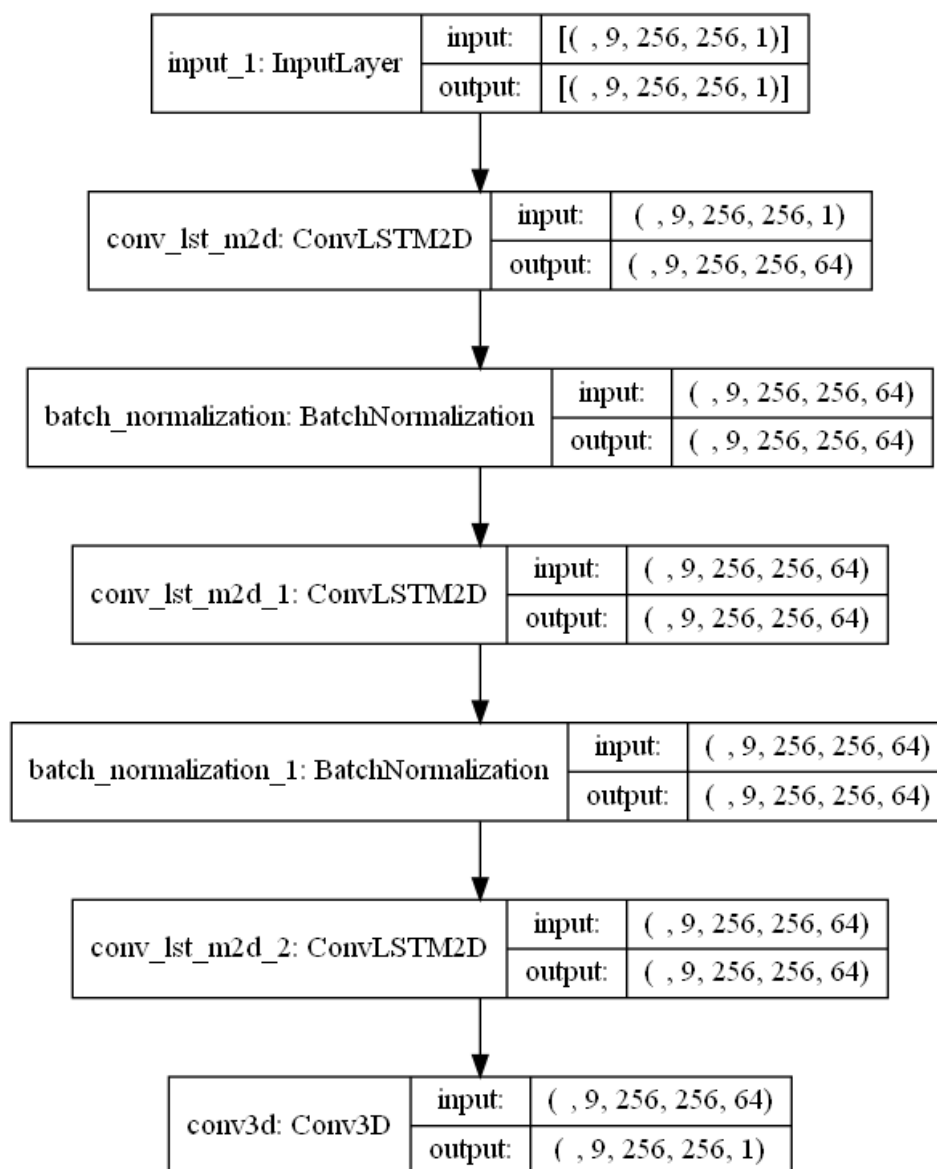 input_1: InputLayer
input: [( , 9, 256, 256, 1)]
output: [( , 9, 256, 256, 1)]
conv_lst_m2d: ConvLSTM2D
input: ( , 9, 256, 256, 1)
output: ( , 9, 256, 256, 64)
batch_normalization: BatchNormalization
input: ( , 9, 256, 256, 64)
output: ( , 9, 256, 256, 64)
conv_lst_m2d_1: ConvLSTM2D
input: ( , 9, 256, 256, 64)
output: ( , 9, 256, 256, 64)
batch_normalization_1: BatchNormalization
input: ( , 9, 256, 256, 64)
output: ( , 9, 256, 256, 64)
conv_lst_m2d_2: ConvLSTM2D
input: ( , 9, 256, 256, 64)
output: ( , 9, 256, 256, 64)
conv3d: Conv3D
input: ( , 9, 256, 256, 64)
output: ( , 9, 256, 256, 1)